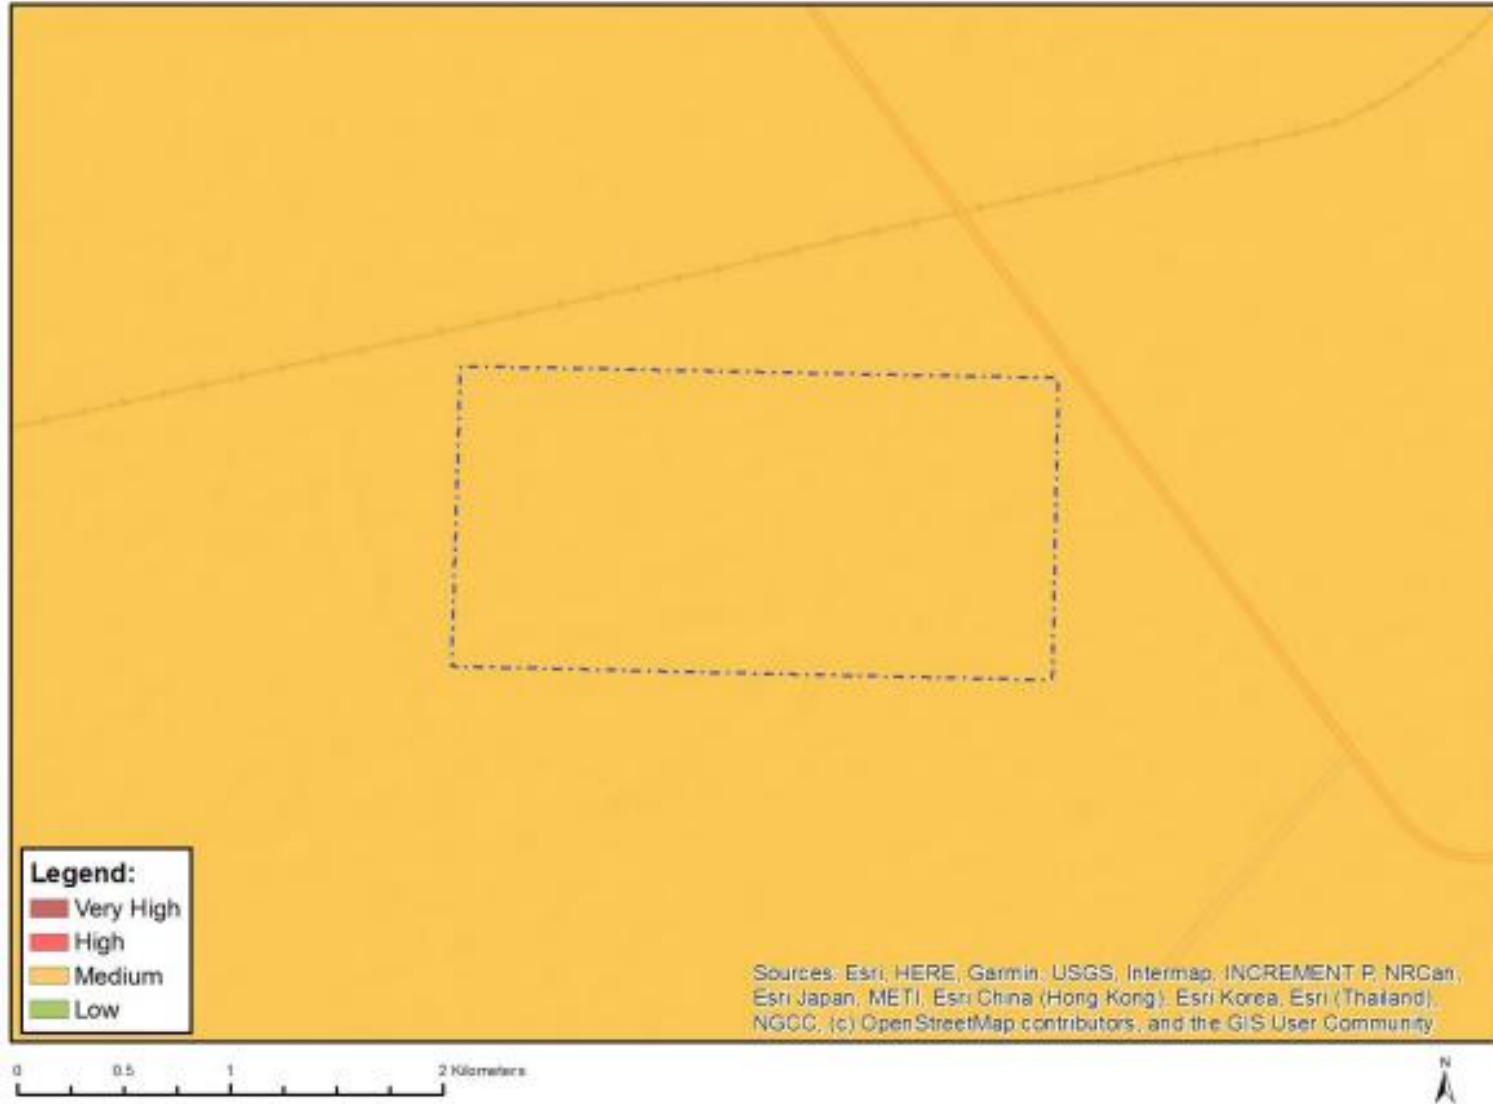 Legend:
Very High
High
Medium
Low
Sources: Esri, HERE, Garmin, USGS, Intermap, INCREMENT P, NRCan,
Esri Japan, METI, Esri China (Hong Kong), Esri Korea, Esri (Thailand),
NGCC, (c) OpenStreetMap contributors, and the GIS User Community
0 0.5 1 2 Kilometers
N